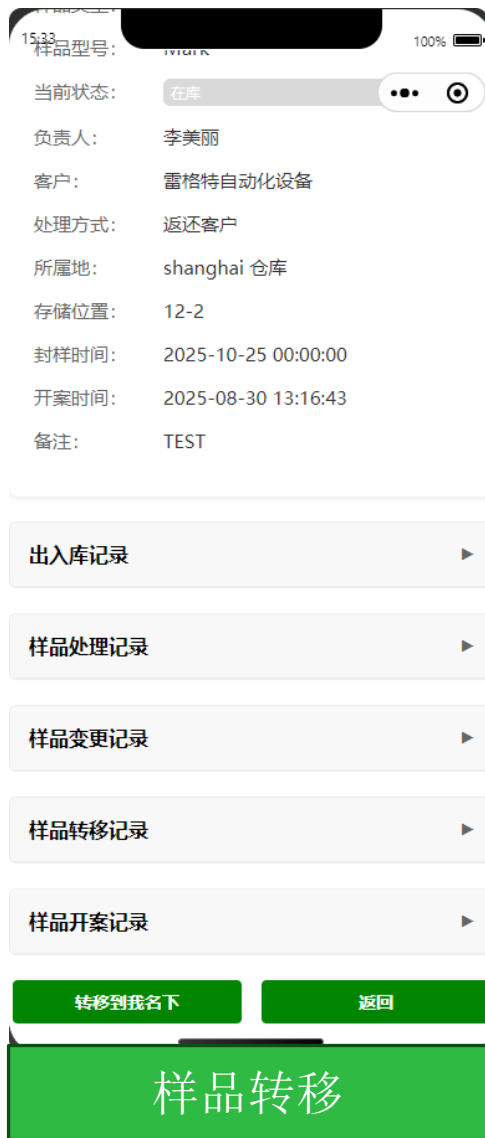 15:33
100%
样品型号： Mark
当前状态： 在库
负责人： 李美丽
客户： 雷格特自动化设备
处理方式： 返还客户
所属地： shanghai 仓库
存储位置： 12-2
封样时间： 2025-10-25 00:00:00
开案时间： 2025-08-30 13:16:43
备注： TEST
出入库记录
样品处理记录
样品变更记录
样品转移记录
样品开案记录
转移到我名下 返回
样品转移